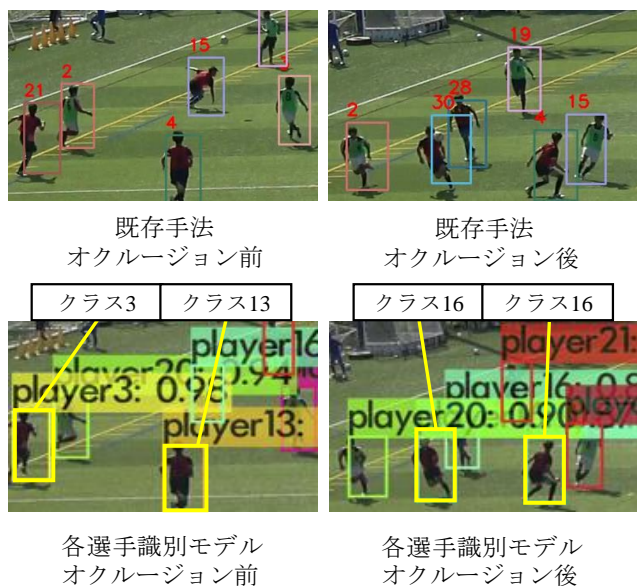 21
2
15
4
2
30
28
19
4
15
既存手法
オクルージョン前
既存手法
オクルージョン後
クラス3 クラス13
クラス16 クラス16
player16
player20: 0.94
player3: 0.98
player13:
player21:
player20: 0.90
各選手識別モデル
オクルージョン前
各選手識別モデル
オクルージョン後